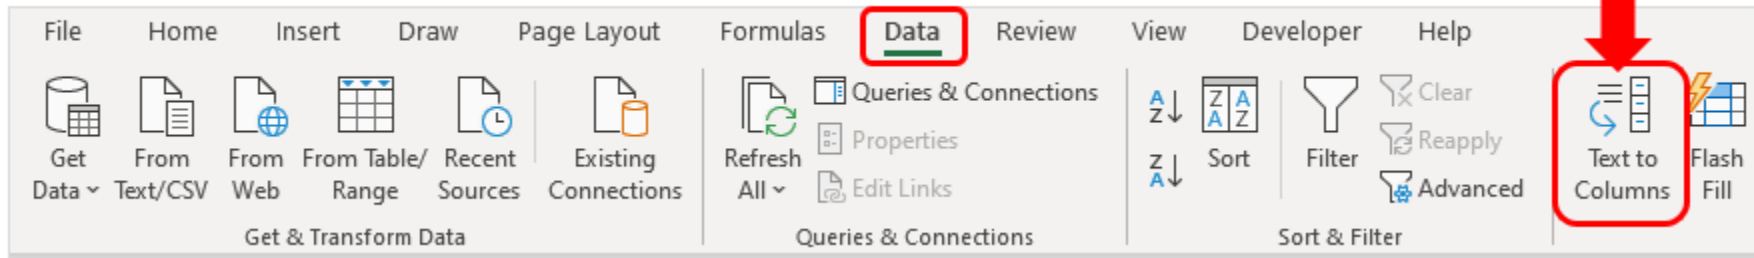 File Home Insert Draw Page Layout Formulas Data Review View Developer Help
Get Data
From Text/CSV
From Web
From Table/ Range
Recent Sources
Existing Connections
Get & Transform Data
Refresh All
Queries & Connections
Properties
Edit Links
Queries & Connections
A Z
Z A
Z A A Z
Sort
Filter
Clear
Reapply
Advanced
Sort & Filter
Text to Columns
Flash Fill